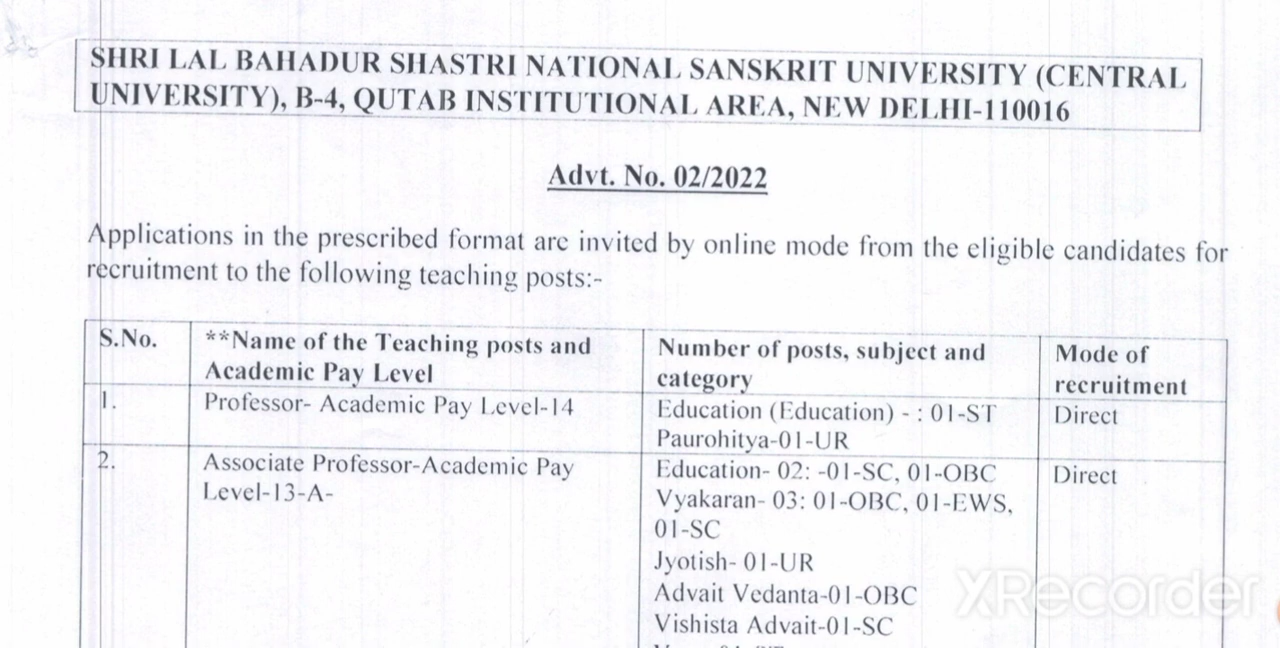 SHRI LAL BAHADUR SHASTRI NATIONAL SANSKRIT UNIVERSITY (CENTRAL
UNIVERSITY), B-4, QUTAB INSTITUTIONAL AREA, NEW DELHI-110016
Advt. No. 02/2022
Applications in the prescribed format are invited by online mode from the eligible candidates for
recruitment to the following teaching posts:-
S.No.
**Name of the Teaching posts and
Academic Pay Level
Number of posts, subject and
category
Mode of
recruitment
1.
Professor- Academic Pay Level-14
Education (Education) - : 01-ST
Paurohitya-01-UR
Direct
2.
Associate Professor-Academic Pay
Level-13-A-
Education- 02: -01-SC, 01-OBC
Vyakaran- 03: 01-OBC, 01-EWS,
01-SC
Jyotish- 01-UR
Advait Vedanta-01-OBC
Vishista Advait-01-SC
Direct
XRecorder